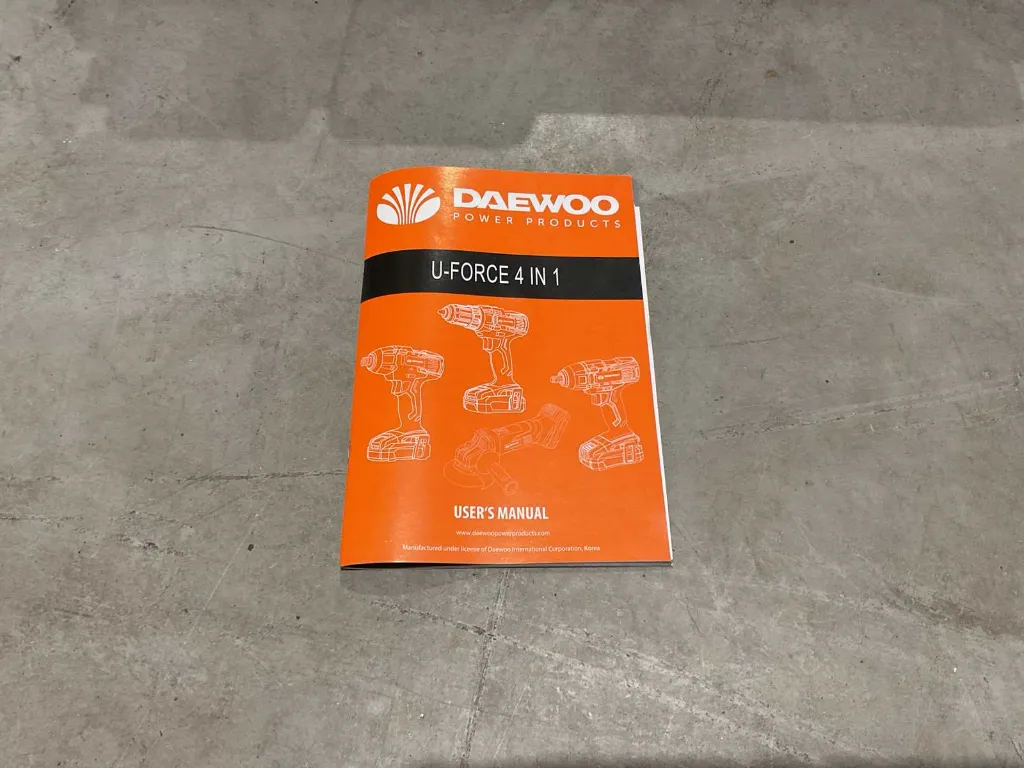 DAEWOO
POWER PRODUCTS
U-FORCE 4 IN 1
USER'S MANUAL
www.daewoopowerproducts.com
Manufactured under license of Daewoo International Corporation, Korea